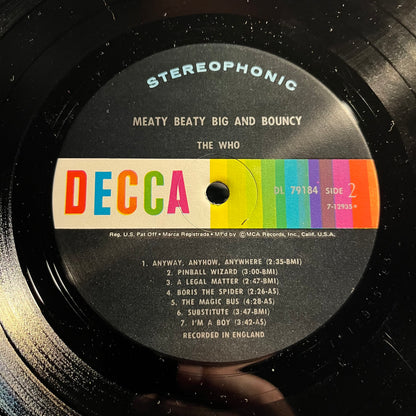 STEREOPHONIC
MEATY BEATY BIG AND BOUNCY
THE WHO
DECCA
DL 79184 SIDE 2
7-12935*
Reg. U.S. Pat Off • Marca Registrada • Mf'd by ©MCA Records, Inc., Calif. U.S.A.
1. ANYWAY, ANYHOW, ANYWHERE (2:35-BMI)
2. PINBALL WIZARD (3:00-BMI)
3. A LEGAL MATTER (3:47-BMI)
4. BORIS THE SPIDER (2:26-AS)
5. THE MAGIC BUS (4:28-AS)
6. SUBSTITUTE (3:47-BMI)
7. I'M A BOY (3:42-AS)
RECORDED IN ENGLAND